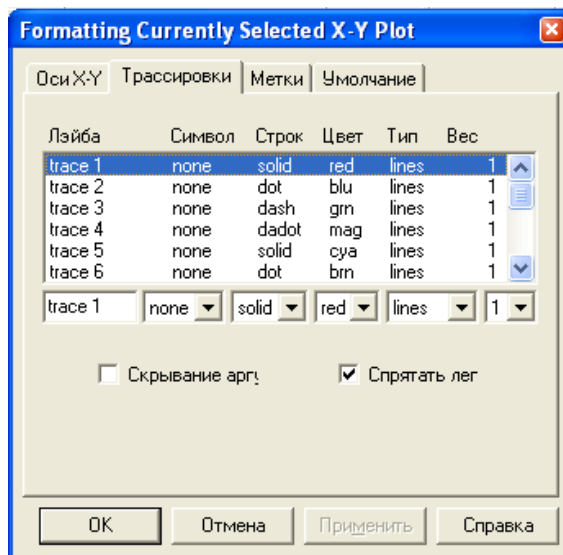 Formatting Currently Selected X-Y Plot
Оси X-Y Трассировки Метки Умолчание
Лэйба Символ Строк Цвет Тип Вес
trace 1 none solid red lines 1
trace 2 none dot blu lines 1
trace 3 none dash grn lines 1
trace 4 none dadot mag lines 1
trace 5 none solid cya lines 1
trace 6 none dot brn lines 1
trace 1 none solid red lines 1
Скрывание аргу Спрятать лег
OK Отмена Применить Справка